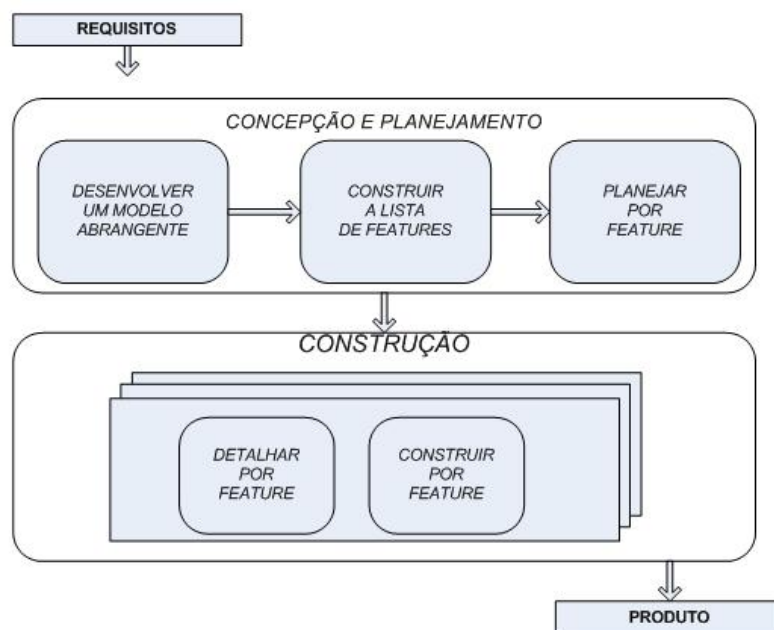 REQUISITOS
CONCEPÇÃO E PLANEJAMENTO
DESENVOLVER
UM MODELO
ABRANGENTE
CONSTRUIR
A LISTA
DE FEATURES
PLANEJAR
POR
FEATURE
CONSTRUÇÃO
DETALHAR
POR
FEATURE
CONSTRUIR
POR
FEATURE
PRODUTO